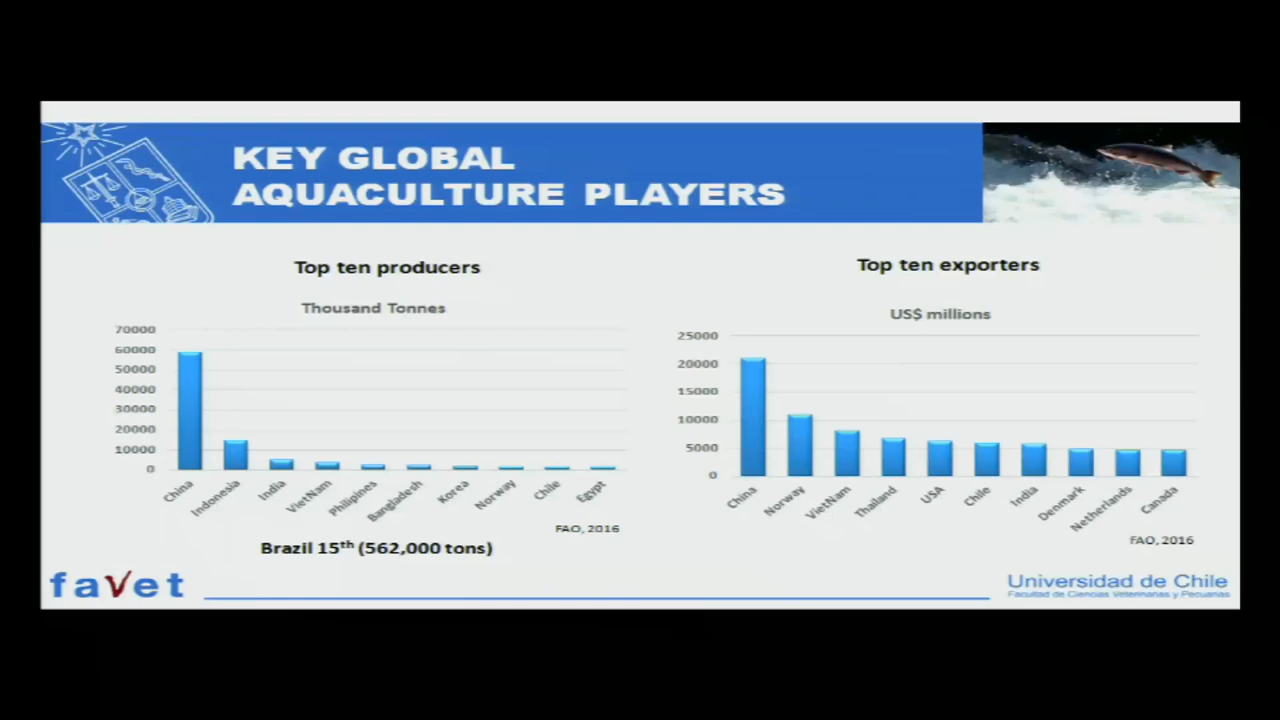 KEY GLOBAL
AQUACULTURE PLAYERS
Top ten producers
Thousand Tonnes
70000
60000
50000
40000
30000
20000
10000
0
China
Indonesia
India
VietNam
Philipines
Bangladesh
Korea
Norway
Chile
Egypt
FAO, 2016
Brazil 15th (562,000 tons)
Top ten exporters
US$ millions
25000
20000
15000
10000
5000
0
China
Norway
VietNam
Thailand
USA
Chile
India
Denmark
Netherlands
Canada
FAO, 2016
favet
Universidad de Chile
Facultad de Ciencias Veterinarias y Pecuarias